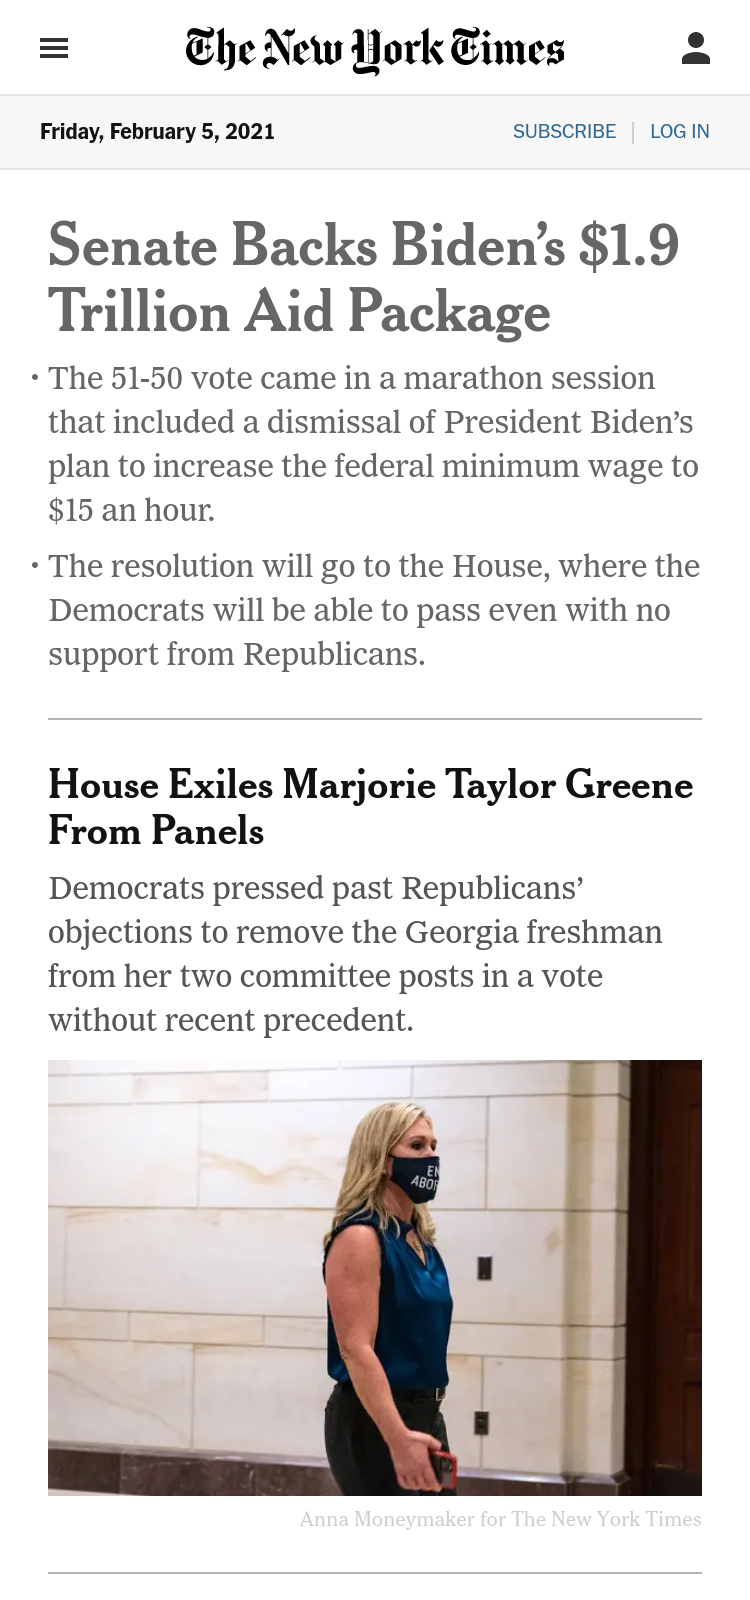 The New York Times
Friday, February 5, 2021
SUBSCRIBE | LOG IN
Senate Backs Biden’s $1.9
Trillion Aid Package
• The 51-50 vote came in a marathon session
that included a dismissal of President Biden’s
plan to increase the federal minimum wage to
$15 an hour.
• The resolution will go to the House, where the
Democrats will be able to pass even with no
support from Republicans.
House Exiles Marjorie Taylor Greene
From Panels
Democrats pressed past Republicans’
objections to remove the Georgia freshman
from her two committee posts in a vote
without recent precedent.
EN
ABOR
Anna Moneymaker for The New York Times